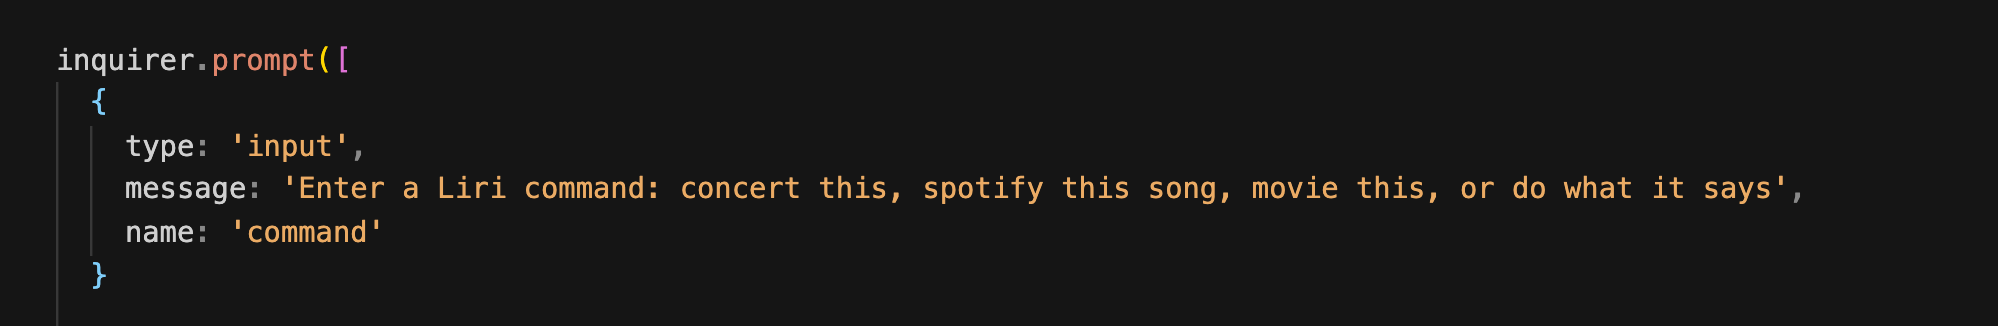 inquirer.prompt([
{
type: 'input',
message: 'Enter a Liri command: concert this, spotify this song, movie this, or do what it says',
name: 'command'
}